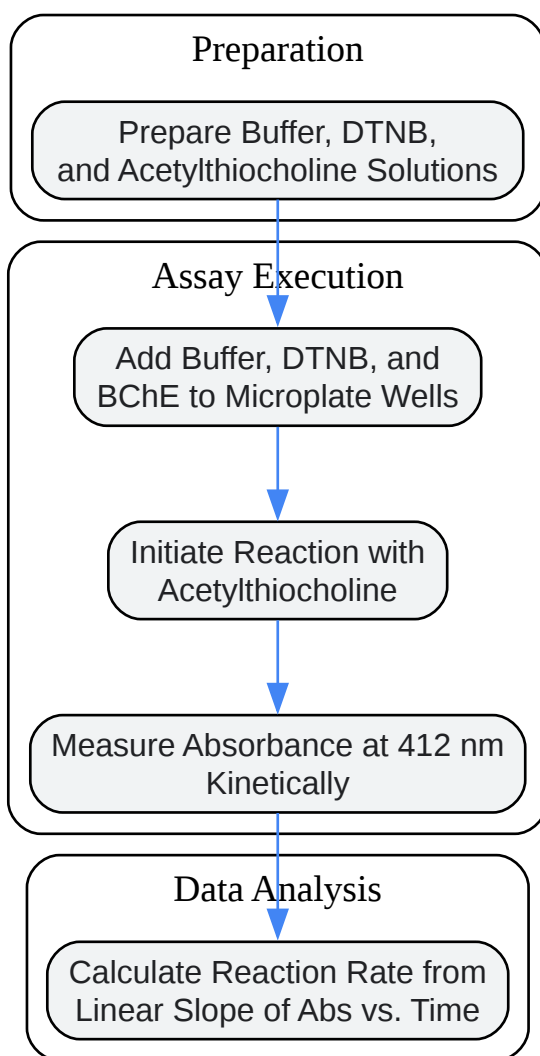 Preparation
Prepare Buffer, DTNB,
and Acetylthiocholine Solutions
Assay Execution
Add Buffer, DTNB, and
BChE to Microplate Wells
Initiate Reaction with
Acetylthiocholine
Measure Absorbance at 412 nm
Kinetically
Data Analysis
Calculate Reaction Rate from
Linear Slope of Abs vs. Time